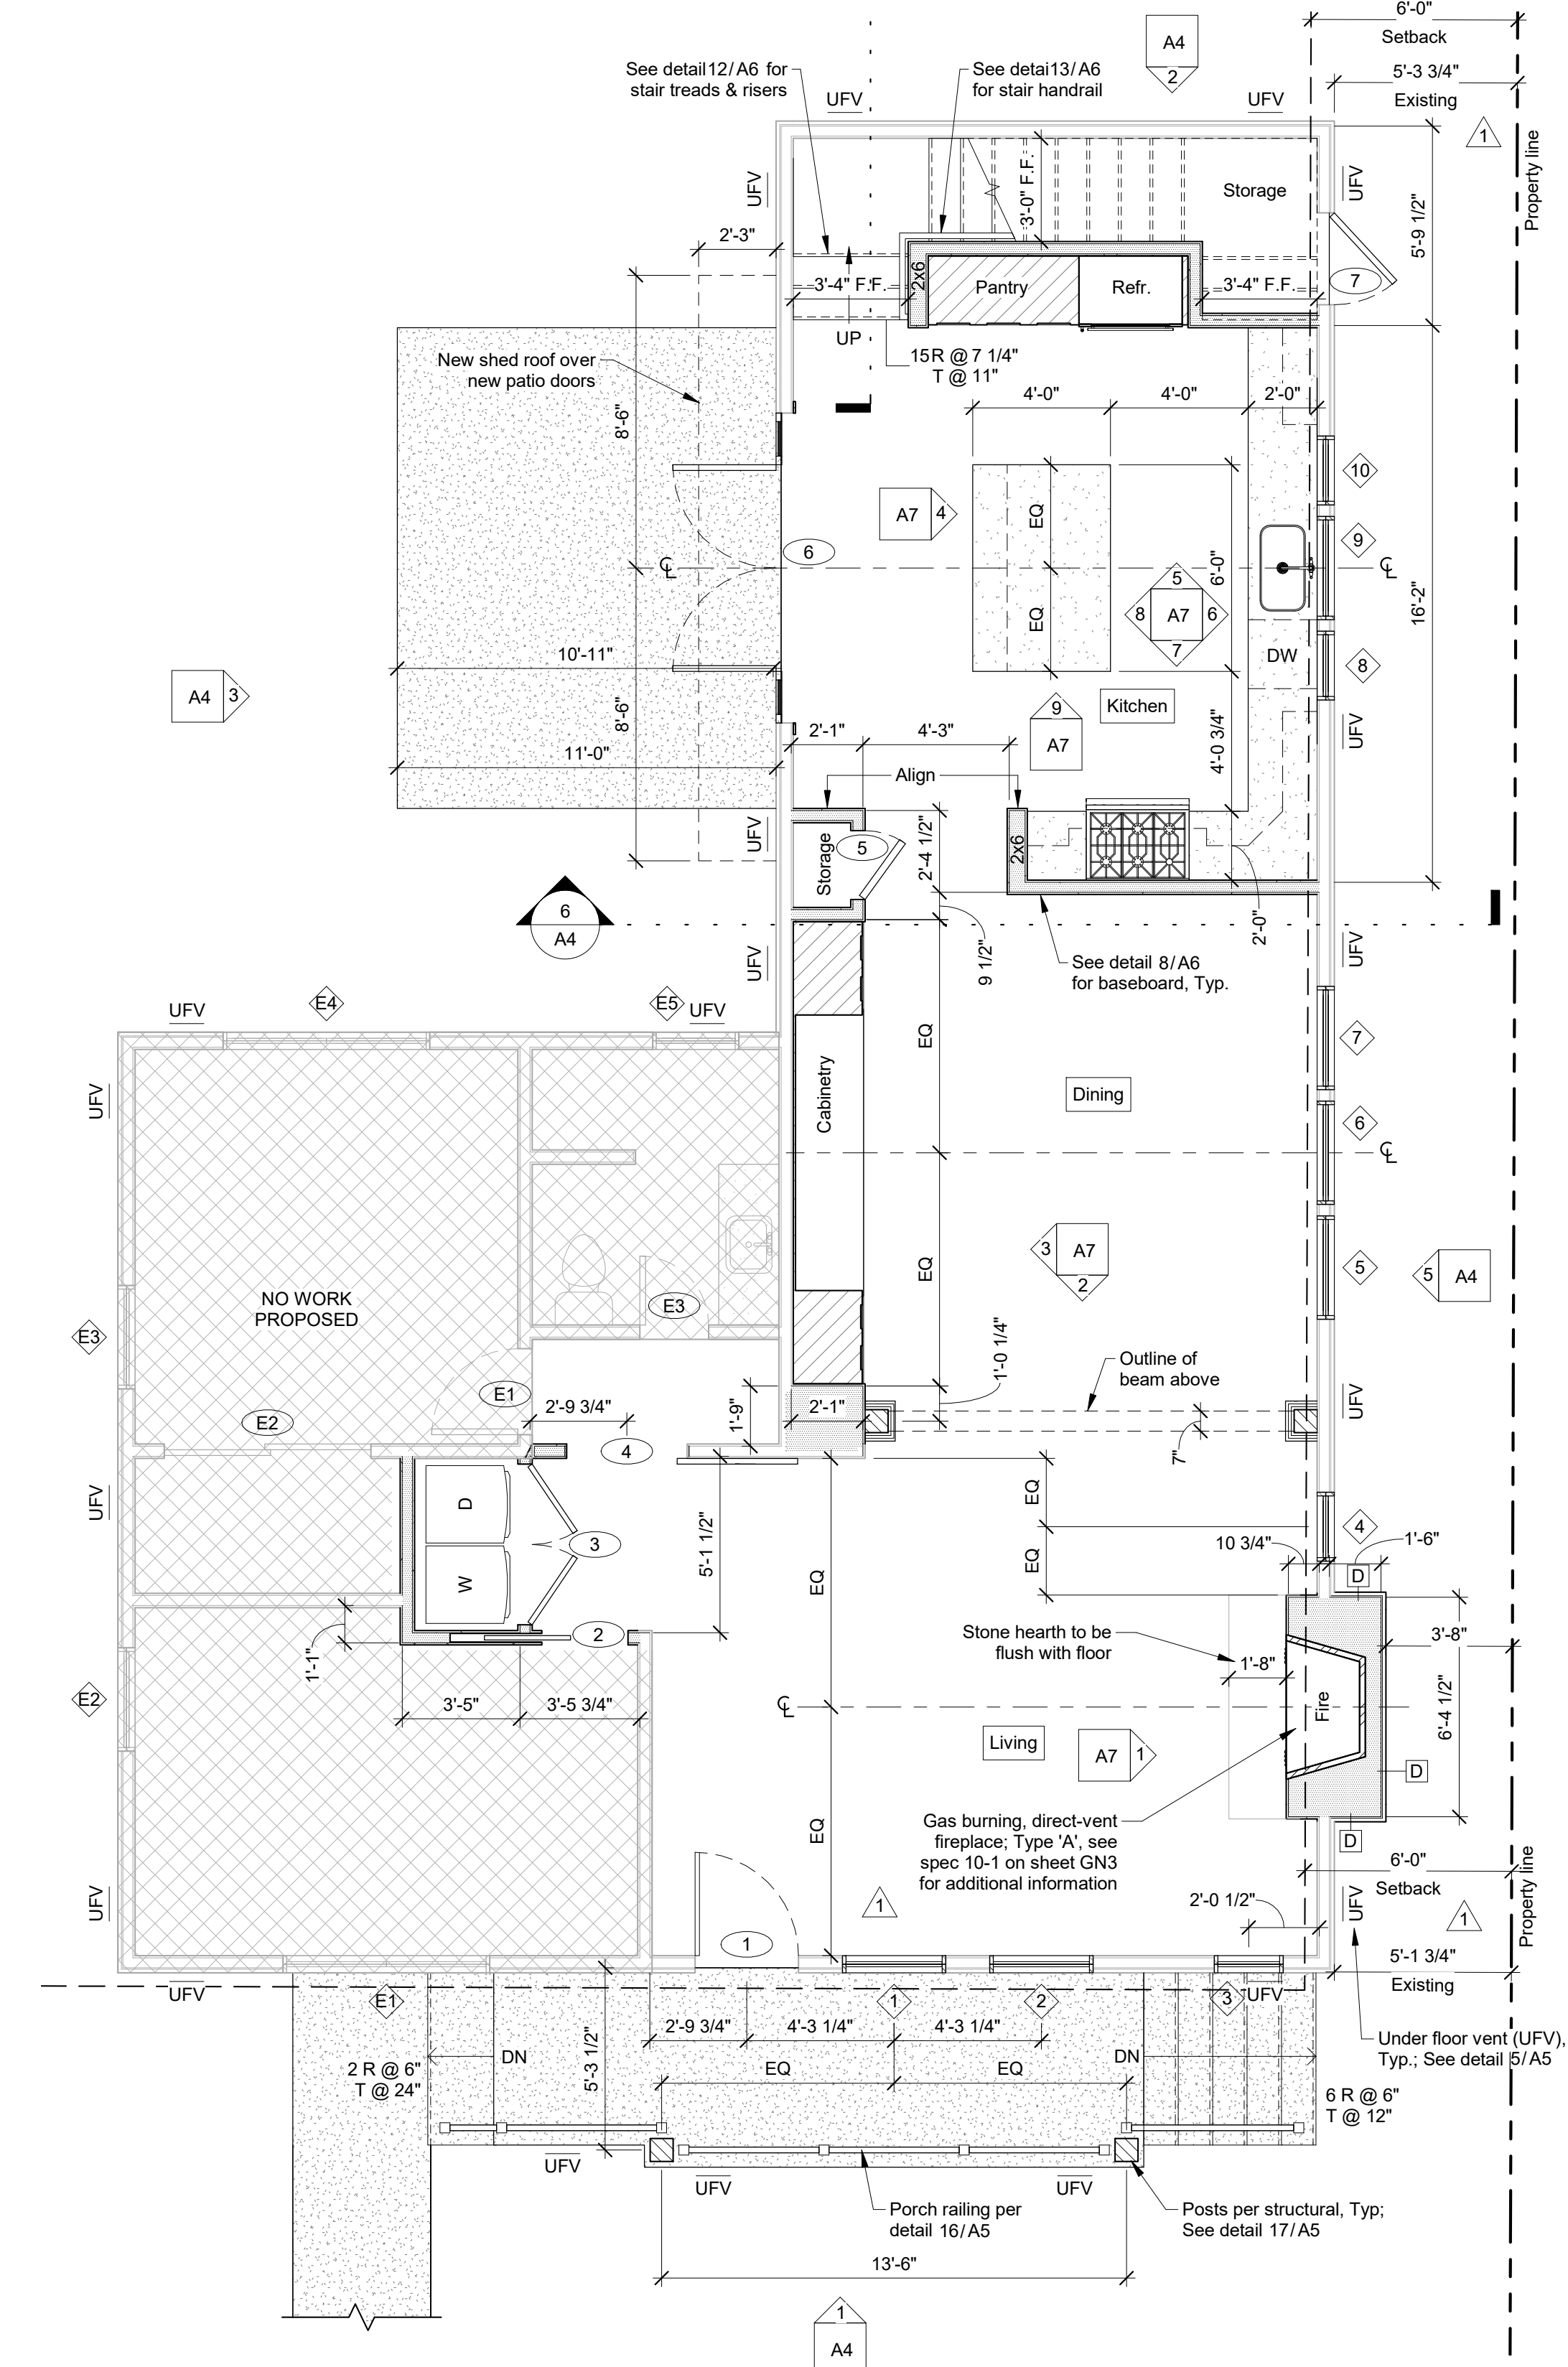 6'-0"
Setback
A4
2
See detail12/A6 for
stair treads & risers
See detai13/A6
for stair handrail
5'-3 3/4"
Existing
UFV
UFV
1
Property line
UFV
3'-0" F.F.
Storage
UFV
5'-9 1/2"
2'-3"
2x6
3'-4" F.F.
Pantry
Refr.
3'-4" F.F.
7
UP
15R @ 7 1/4"
T @ 11"
New shed roof over
new patio doors
8'-6"
4'-0"
4'-0"
2'-0"
10
A7
4
EQ
9
6
℄
℄
6'-0"
5
8
A7
6
7
EQ
16'-2"
10'-11"
DW
8
A4
3
9
A7
Kitchen
UFV
8'-6"
2'-1"
4'-3"
4'-0 3/4"
11'-0"
Align
UFV
Storage
5
2'-4 1/2"
2x6
6
A4
UFV
9 1/2"
2'-0"
UFV
See detail 8/A6
for baseboard, Typ.
UFV
E4
E5
UFV
EQ
7
UFV
Cabinetry
Dining
6
℄
3
A7
2
EQ
5
5
A4
NO WORK
PROPOSED
E3
E3
1'-0 1/4"
Outline of
beam above
E1
E2
2'-9 3/4"
1'-9"
2'-1"
UFV
4
7"
UFV
D
EQ
4
3
5'-1 1/2"
10 3/4"
1'-6"
D
EQ
EQ
W
2
1'-1"
Stone hearth to be
flush with floor
3'-8"
1'-8"
E2
3'-5"
3'-5 3/4"
℄
Fire
6'-4 1/2"
Living
A7
1
D
EQ
Gas burning, direct-vent
fireplace; Type 'A', see
spec 10-1 on sheet GN3
for additional information
D
6'-0"
Setback
Property line
UFV
1
2'-0 1/2"
UFV
1
1
5'-1 3/4"
Existing
UFV
E1
1
2
3
UFV
2'-9 3/4"
4'-3 1/4"
4'-3 1/4"
Under floor vent (UFV),
Typ.; See detail 5/A5
2 R @ 6"
T @ 24"
DN
5'-3 1/2"
EQ
EQ
DN
6 R @ 6"
T @ 12"
UFV
UFV
UFV
Porch railing per
detail 16/A5
Posts per structural, Typ;
See detail 17/A5
13'-6"
1
A4